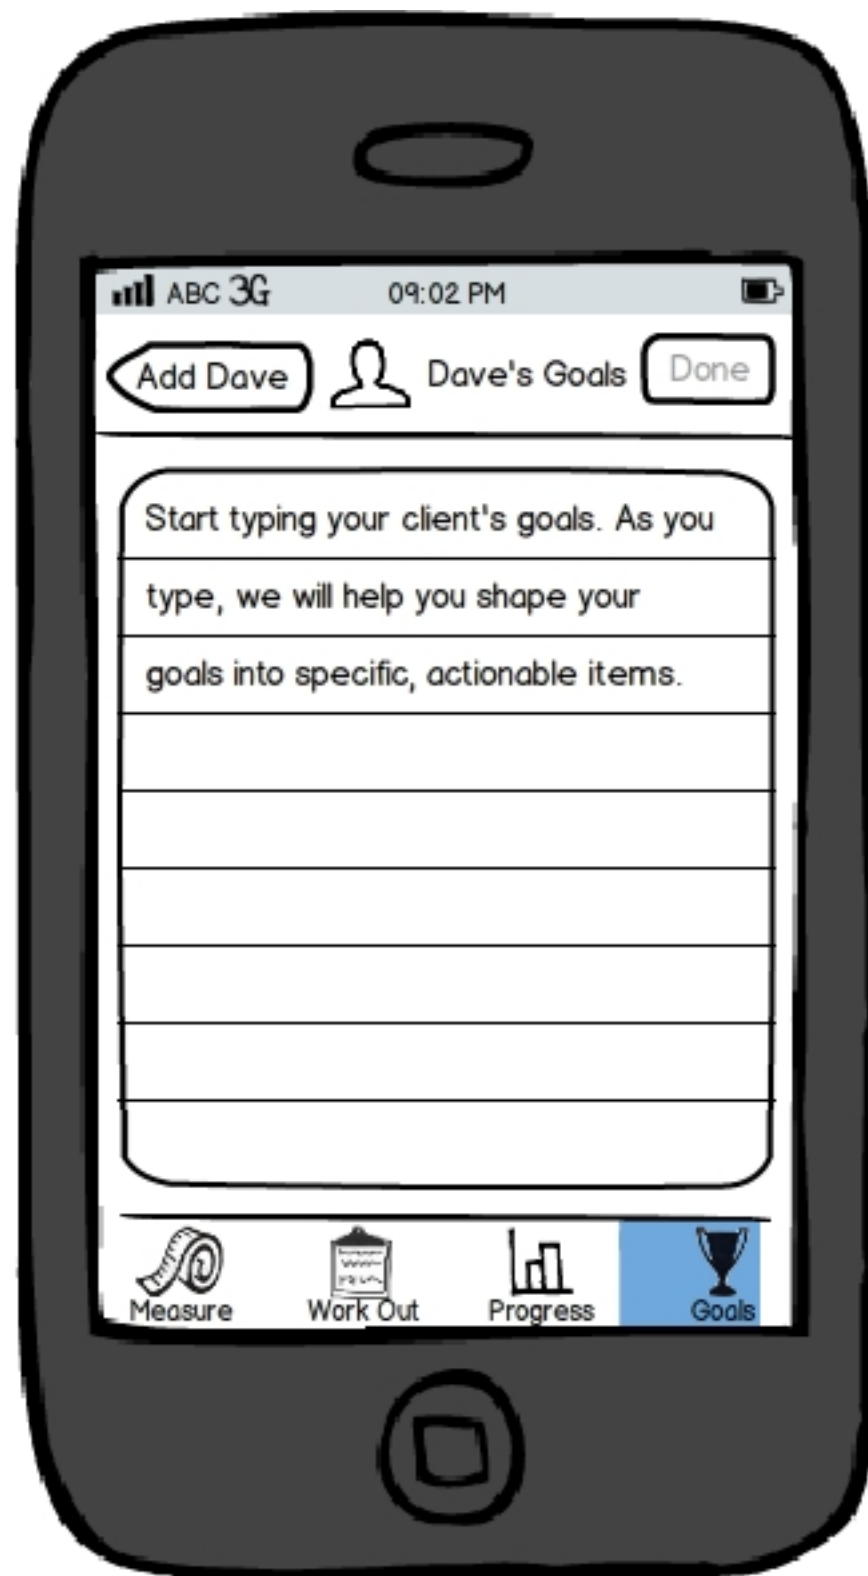 ABC 3G 09:02 PM
Add Dave Dave's Goals Done
Start typing your client's goals. As you
type, we will help you shape your
goals into specific, actionable items.
Measure Work Out Progress Goals